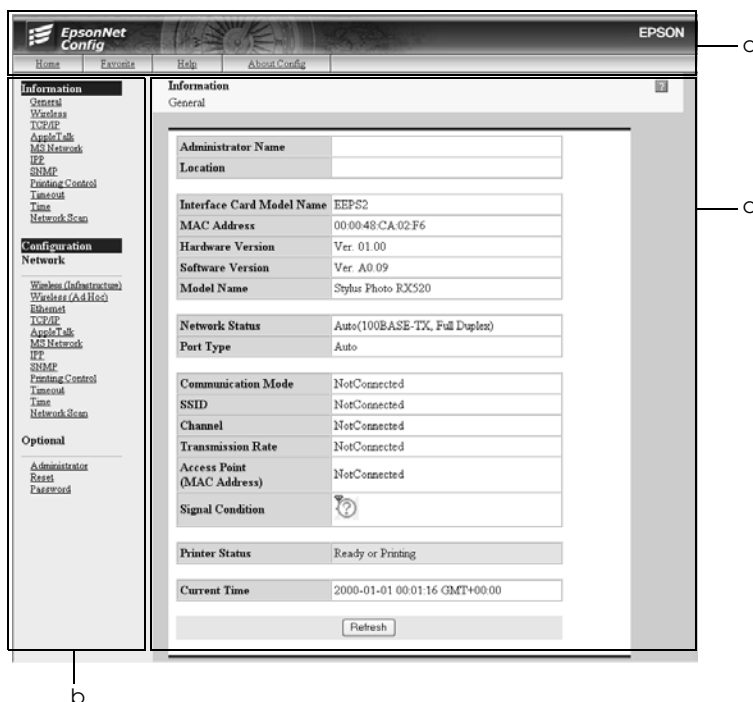 EpsonNet
Config
EPSON
Home Favorite Help About Config
Information
General
Wireless
TCP/IP
AppleTalk
MS Network
IPP
SNMP
Printing Control
Timeout
Time
Network Scan
Configuration
Network
Wireless (Infrastructure)
Wireless (Ad Hoc)
Ethernet
TCP/IP
AppleTalk
MS Network
IPP
SNMP
Printing Control
Timeout
Time
Network Scan
Optional
Administrator
Reset
Password
Information
General
?
Administrator Name
Location
Interface Card Model Name EEPS2
MAC Address 00:00:48:CA:02:F6
Hardware Version Ver. 01.00
Software Version Ver. A0.09
Model Name Stylus Photo RX520
Network Status Auto(100BASE-TX, Full Duplex)
Port Type Auto
Communication Mode NotConnected
SSID NotConnected
Channel NotConnected
Transmission Rate NotConnected
Access Point
(MAC Address) NotConnected
Signal Condition ?
Printer Status Ready or Printing
Current Time 2000-01-01 00:01:16 GMT+00:00
Refresh
b